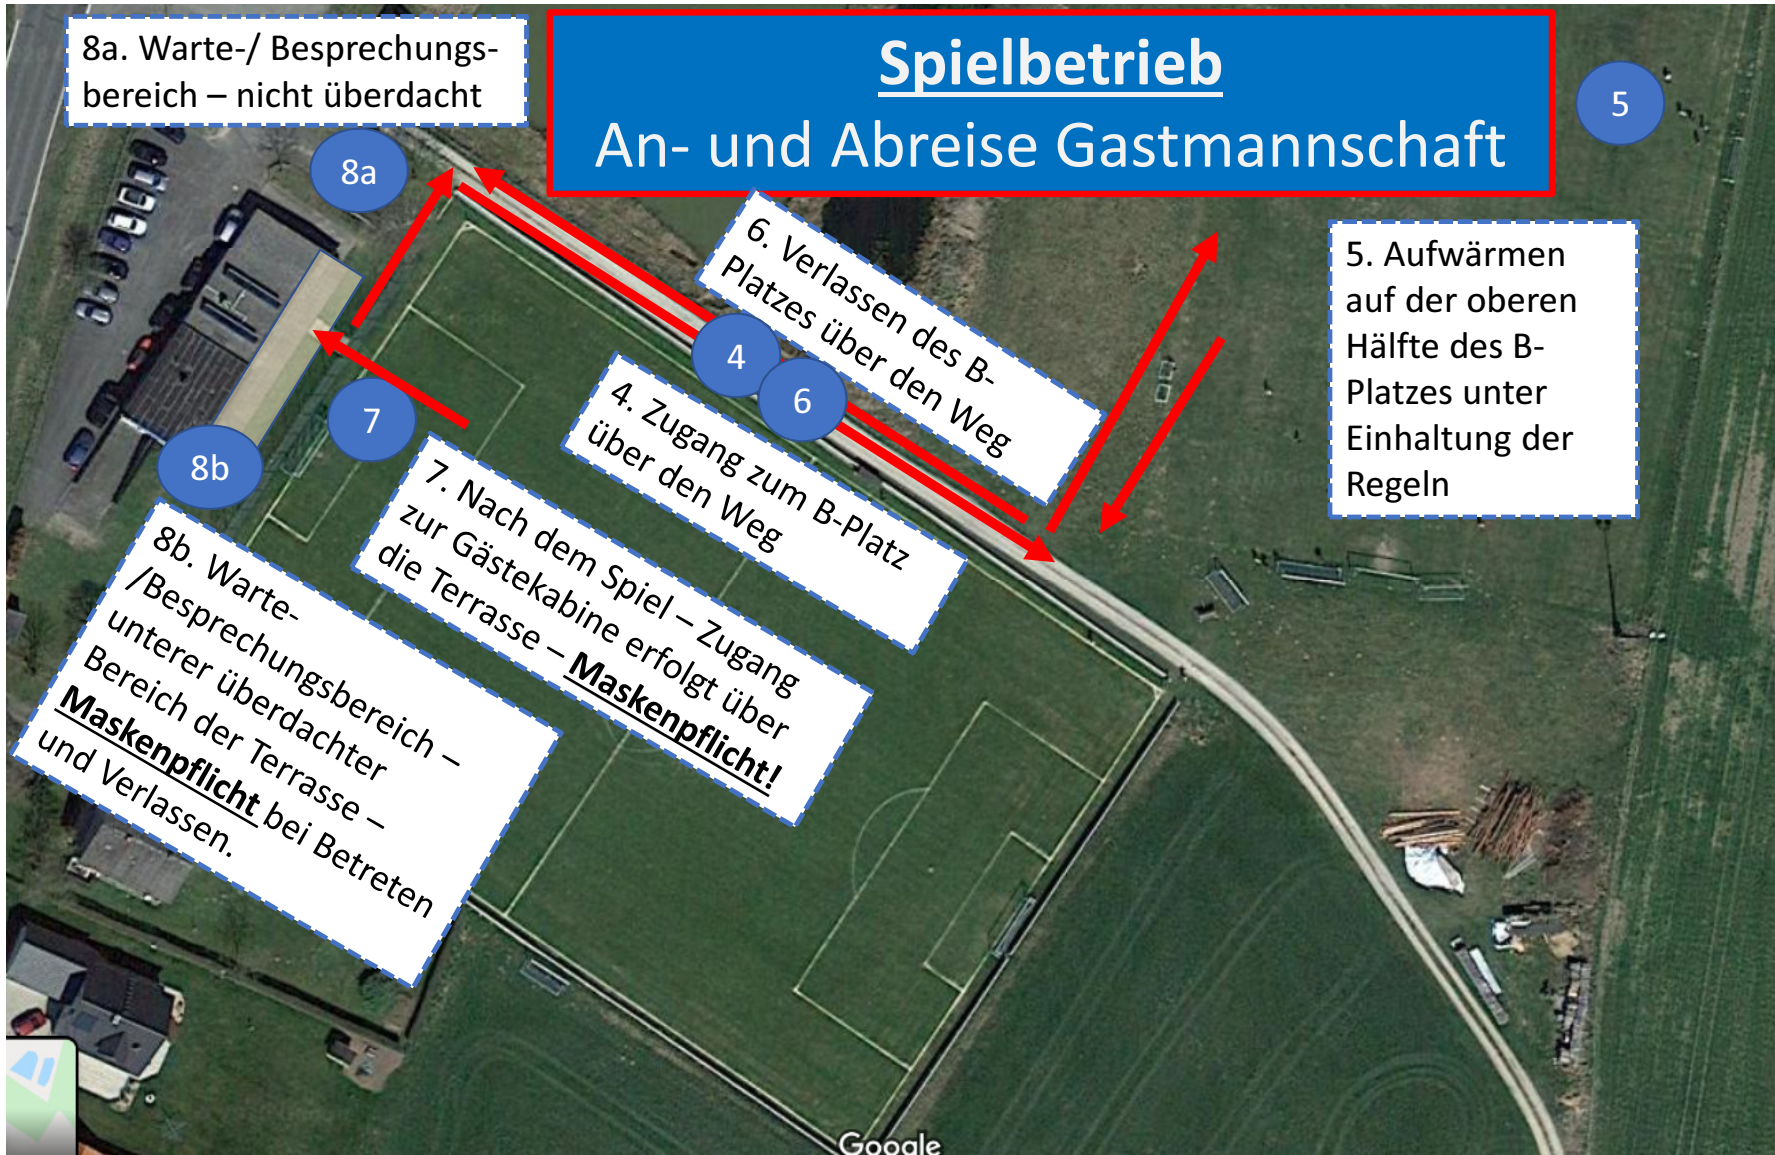 8a. Warte-/ Besprechungs-
bereich – nicht überdacht
Spielbetrieb
An- und Abreise Gastmannschaft
5
8a
6. Verlassen des B-
Platzes über den Weg
5. Aufwärmen
auf der oberen
Hälfte des B-
Platzes unter
Einhaltung der
Regeln
4
6
4. Zugang zum B-Platz
über den Weg
7
8b
7. Nach dem Spiel – Zugang
zur Gästekabine erfolgt über
die Terrasse – Maskenpflicht!
8b. Warte-
/Besprechungsbereich –
unterer überdachter
Bereich der Terrasse –
Maskenpflicht bei Betreten
und Verlassen.
Google